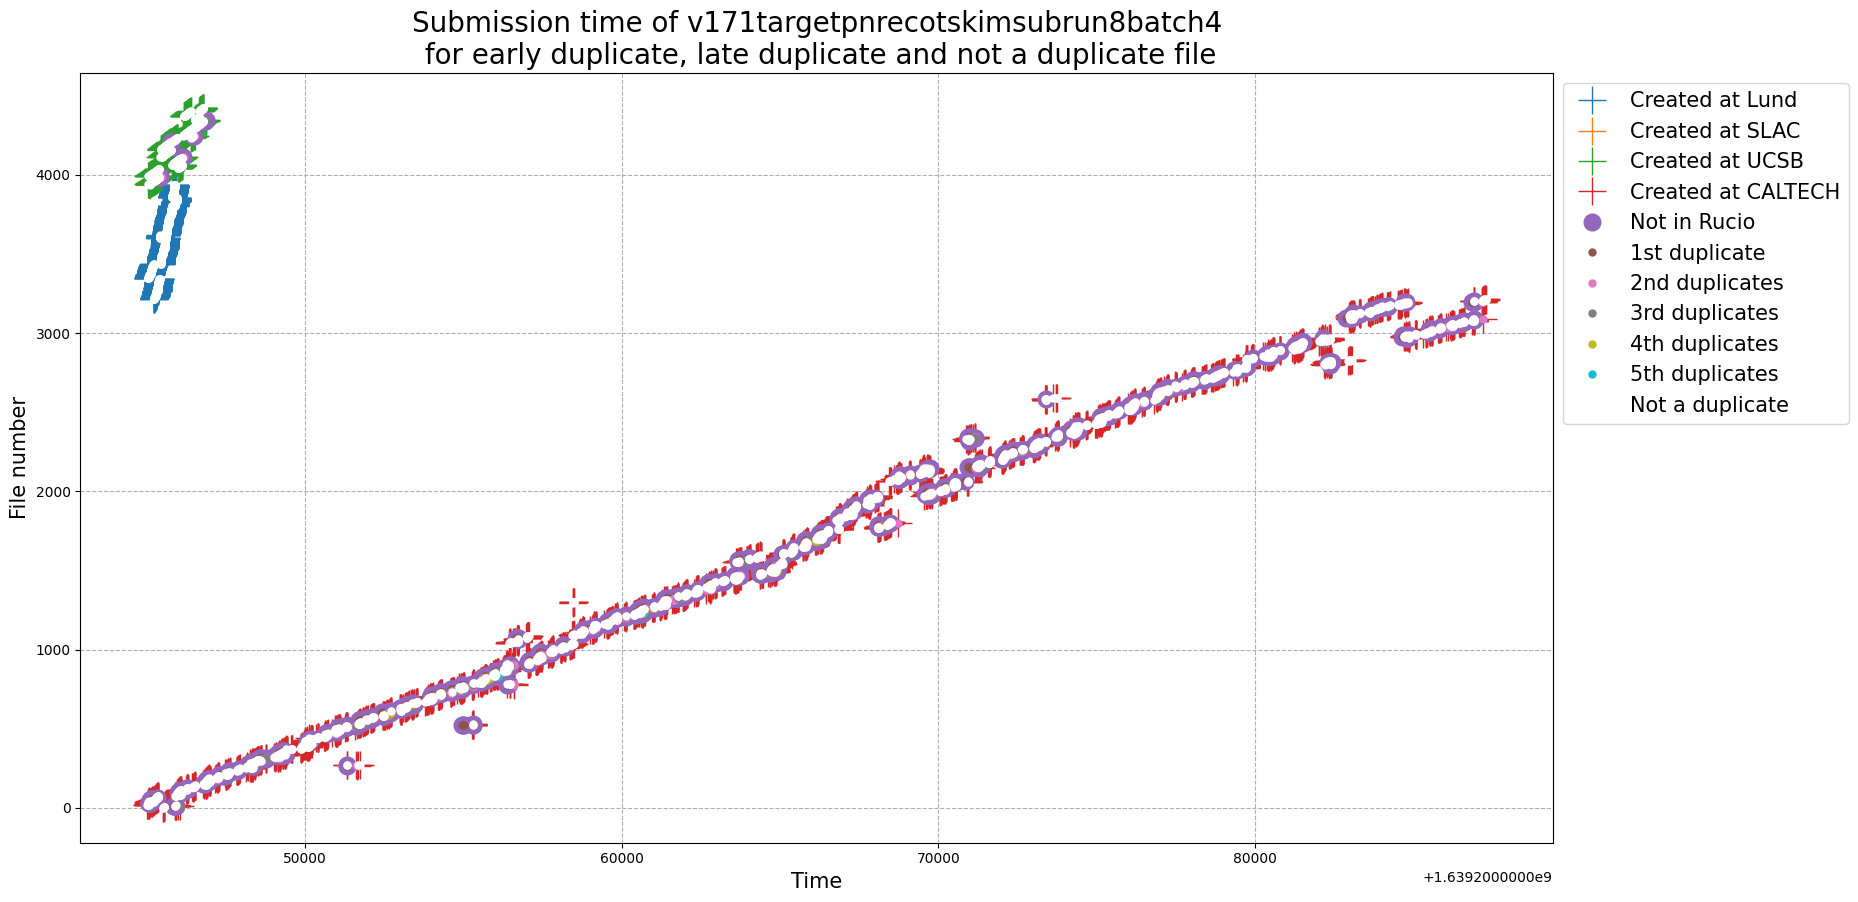 Submission time of v171targetpnrecotskimsubrun8batch4
for early duplicate, late duplicate and not a duplicate file
Created at Lund
Created at SLAC
Created at UCSB
Created at CALTECH
Not in Rucio
1st duplicate
2nd duplicates
3rd duplicates
4th duplicates
5th duplicates
Not a duplicate
File number
4000
3000
2000
1000
0
50000
60000
70000
80000
Time
+1.6392000000e9